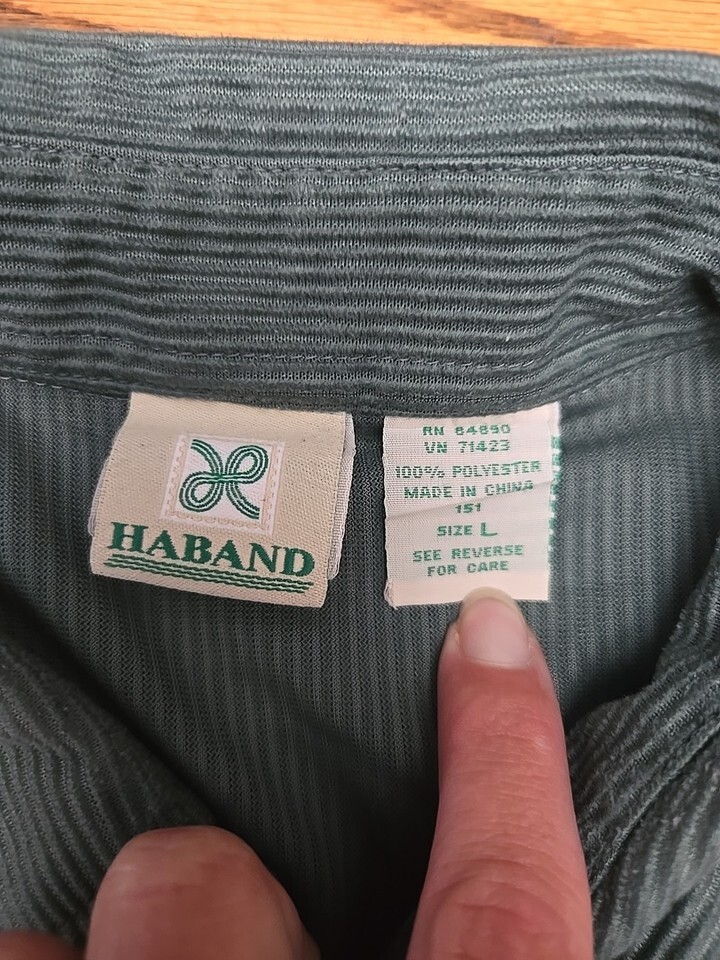 HABAND
RN 84890
VN 71423
100% POLYESTER
MADE IN CHINA
151
SIZE L
SEE REVERSE
FOR CARE